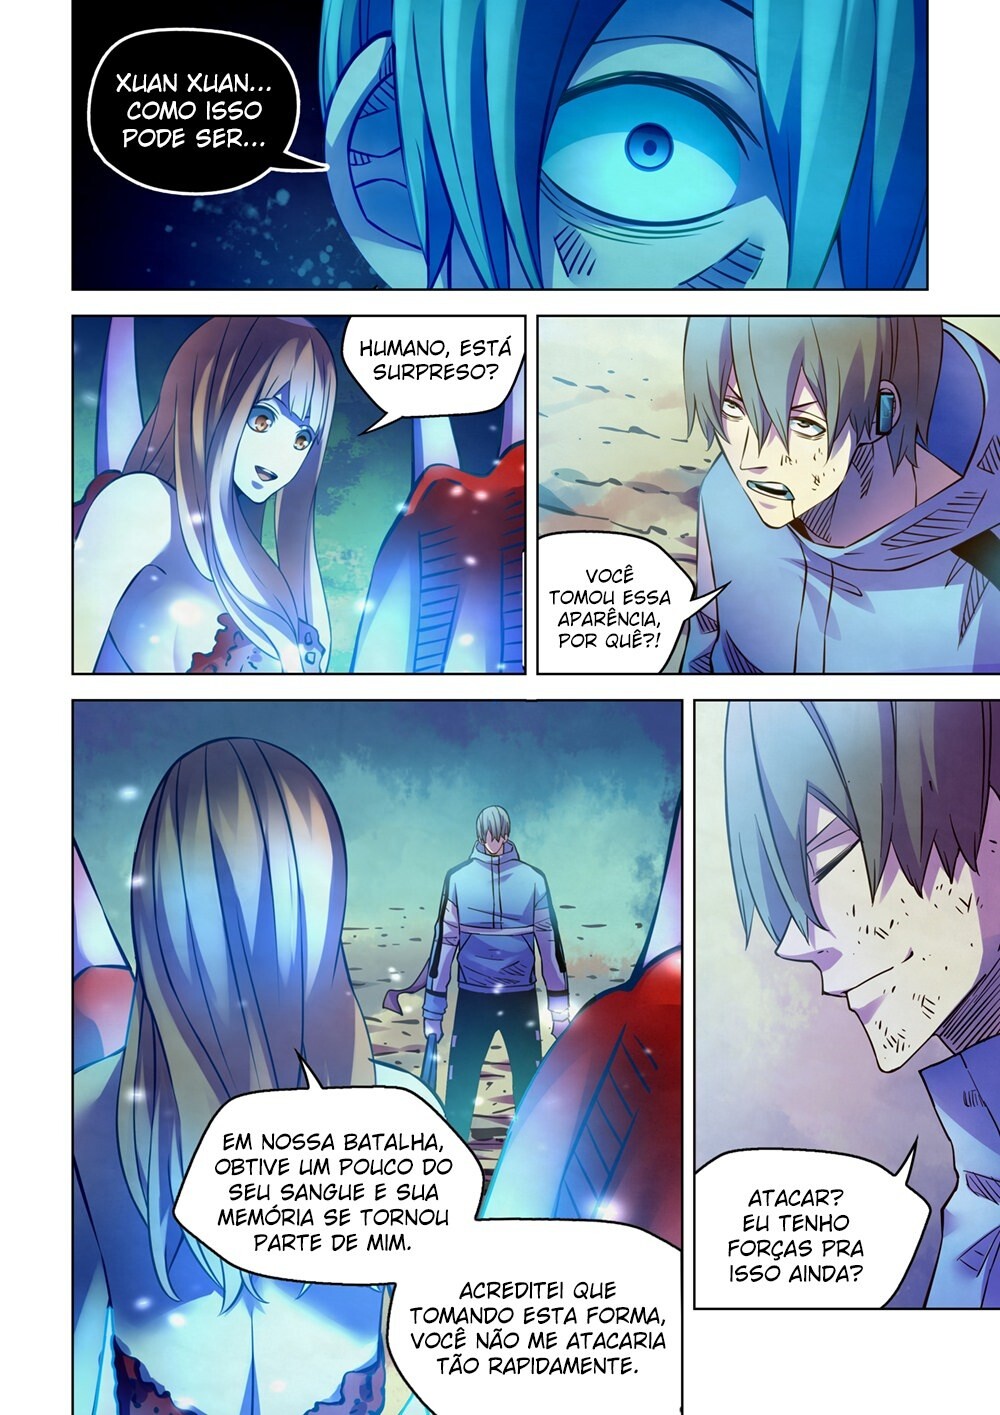 XUAN XUAN...
COMO ISSO
PODE SER...
HUMANO, ESTÁ
SURPRESO?
VOCÊ
TOMOU ESSA
APARÊNCIA,
POR QUÊ?!
EM NOSSA BATALHA,
OBTIVE UM POUCO DO
SEU SANGUE E SUA
MEMÓRIA SE TORNOU
PARTE DE MIM.
ACREDITEI QUE
TOMANDO ESTA FORMA,
VOCÊ NÃO ME ATACARIA
TÃO RAPIDAMENTE.
ATACAR?
EU TENHO
FORÇAS PRA
ISSO AINDA?